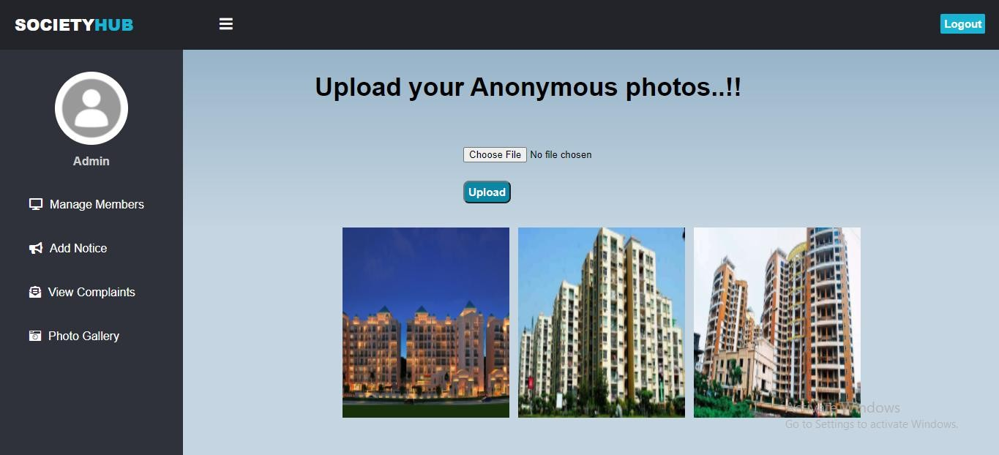 SOCIETYHUB
Logout
Upload your Anonymous photos..!!
Choose File No file chosen
Upload
Admin
Manage Members
Add Notice
View Complaints
Photo Gallery
Activate Windows
Go to Settings to activate Windows.